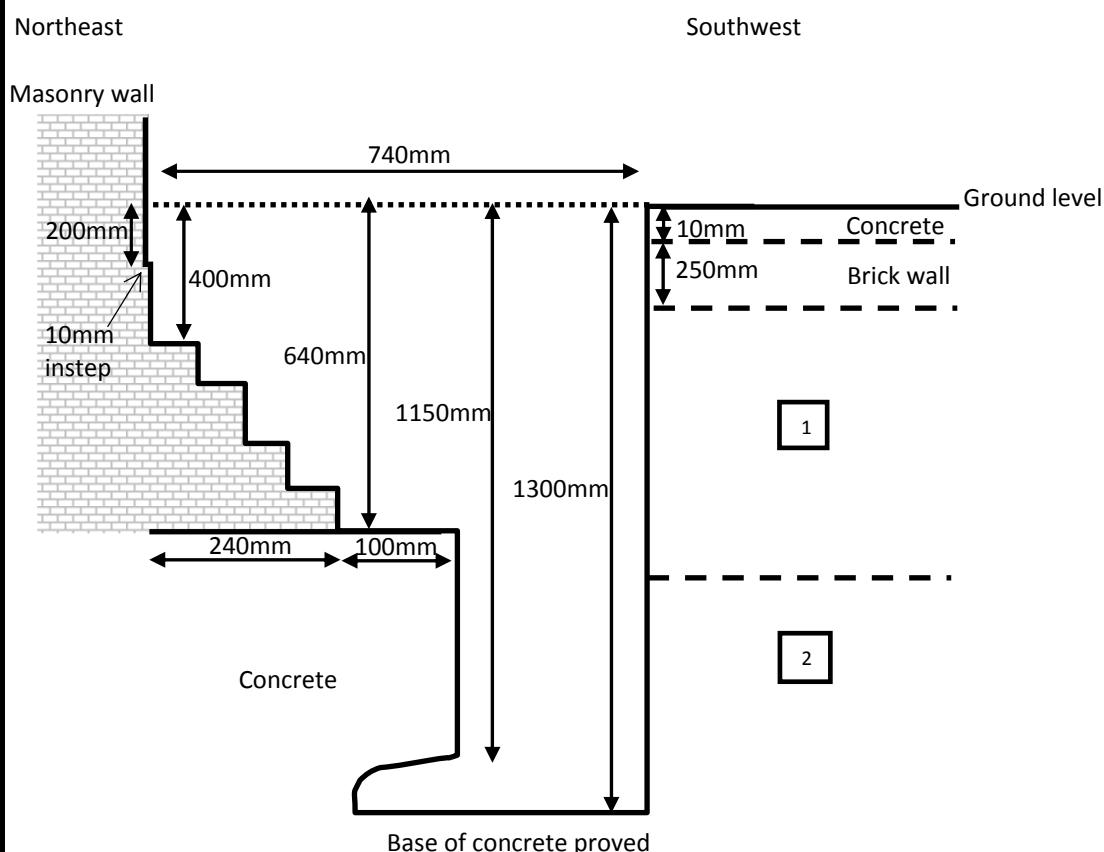 Northeast
Southwest
Masonry wall
740mm
Ground level
200mm
10mm
Concrete
400mm
250mm
Brick wall
10mm
instep
640mm
1150mm
1
1300mm
240mm
100mm
2
Concrete
Base of concrete proved